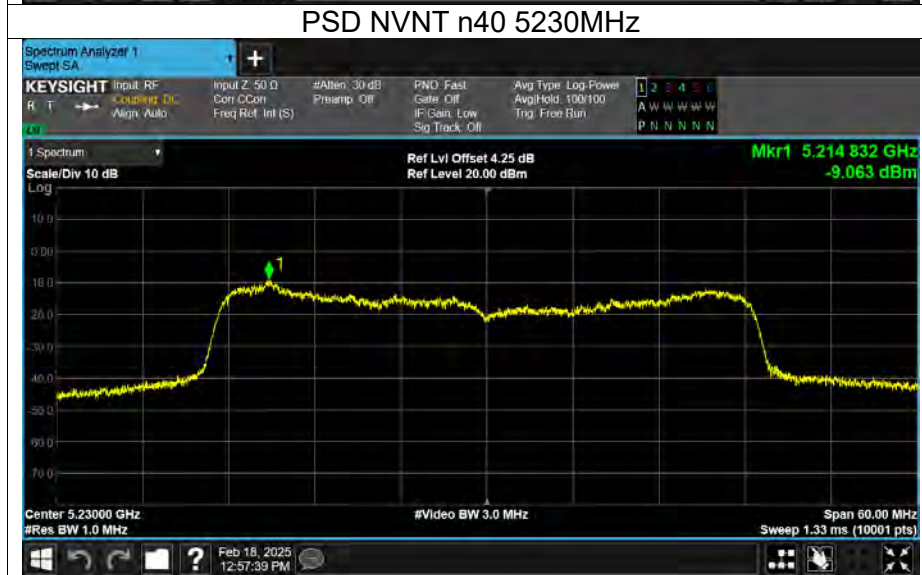 PSD NVNT n40 5230MHz
Spectrum Analyzer 1
Swept SA
+
KEYSIGHT
Input: RF
R T
Coupling: DC
Align: Auto
Input Z: 50 Ω
Corr CCorr
Freq Ref: Int (S)
#Atten: 30 dB
Preamp: Off
PNO: Fast
Gate: Off
IF Gain: Low
Sig Track: Off
Avg Type: Log-Power
Avg|Hold: 100/100
Trig: Free Run
1 2 3 4 5 6
A W W W W W
P N N N N N
1 Spectrum
Ref Lvl Offset 4.25 dB
Mkr1 5.214 832 GHz
Scale/Div 10 dB
Ref Level 20.00 dBm
-9.063 dBm
Log
10.0
0.00
1
-10.0
-20.0
-30.0
-40.0
-50.0
-60.0
-70.0
Center 5.23000 GHz
#Video BW 3.0 MHz
Span 60.00 MHz
#Res BW 1.0 MHz
Sweep 1.33 ms (10001 pts)
?
Feb 18, 2025
12:57:39 PM